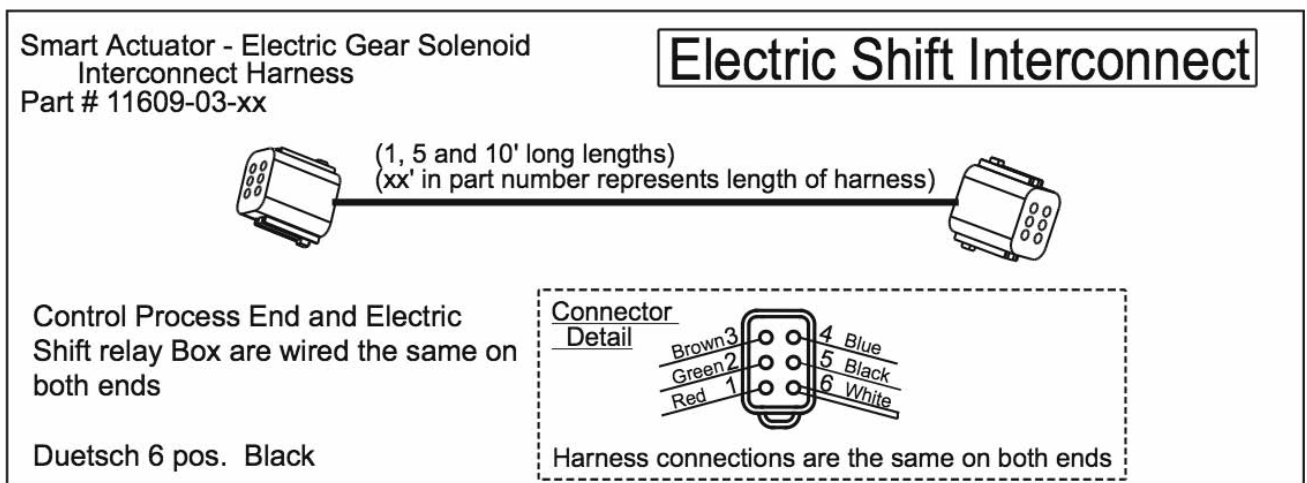 Smart Actuator - Electric Gear Solenoid
Interconnect Harness
Part # 11609-03-xx
Electric Shift Interconnect
(1, 5 and 10' long lengths)
(xx' in part number represents length of harness)
Control Process End and Electric
Shift relay Box are wired the same on
both ends
Duetsch 6 pos. Black
Connector
Detail
Brown 3
4 Blue
Green 2
5 Black
Red 1
6 White
Harness connections are the same on both ends